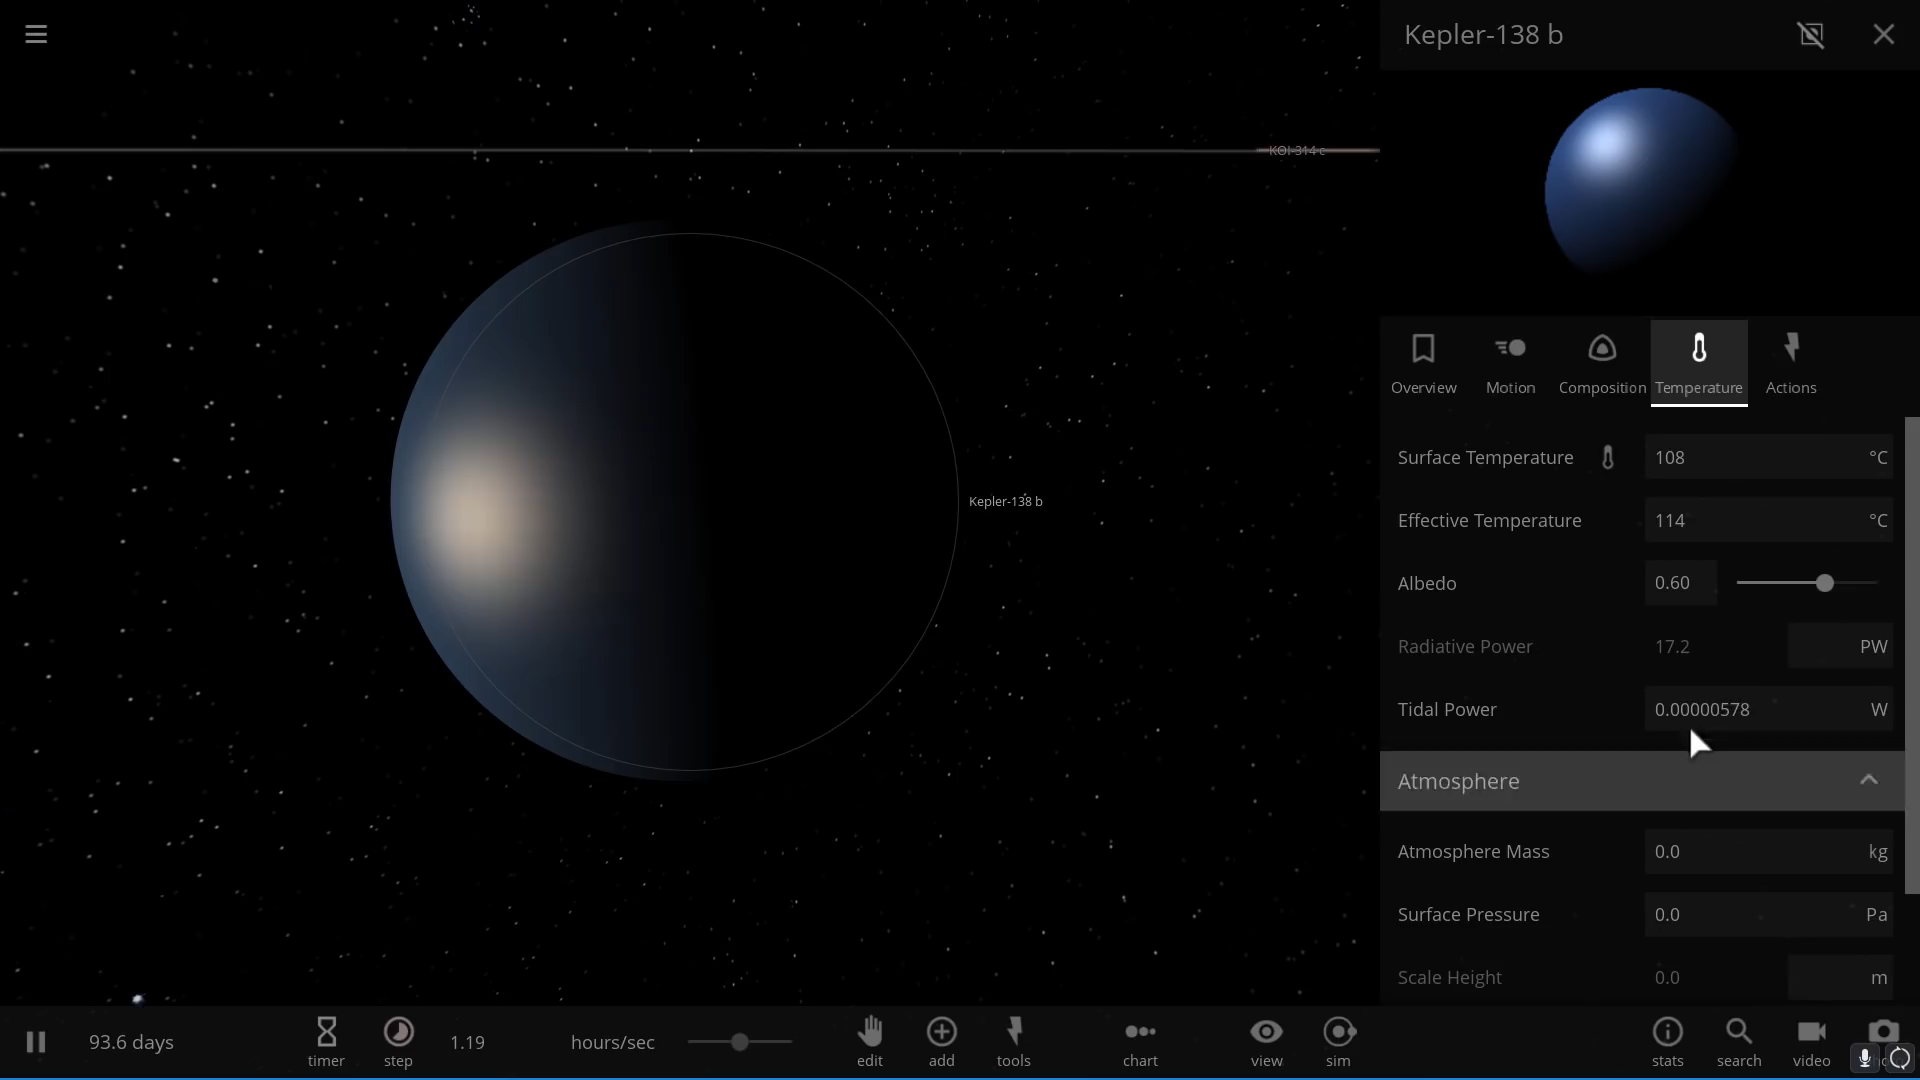 Kepler-138 b
KOI-314 c
Kepler-138 b
Overview
Motion
Composition
Temperature
Actions
Surface Temperature 108 °C
Effective Temperature 114 °C
Albedo 0.60
Radiative Power 17.2 PW
Tidal Power 0.00000578 W
Atmosphere
Atmosphere Mass 0.0 kg
Surface Pressure 0.0 Pa
Scale Height 0.0 m
93.6 days
timer
step
1.19 hours/sec
edit
add
tools
chart
view
sim
stats
search
video